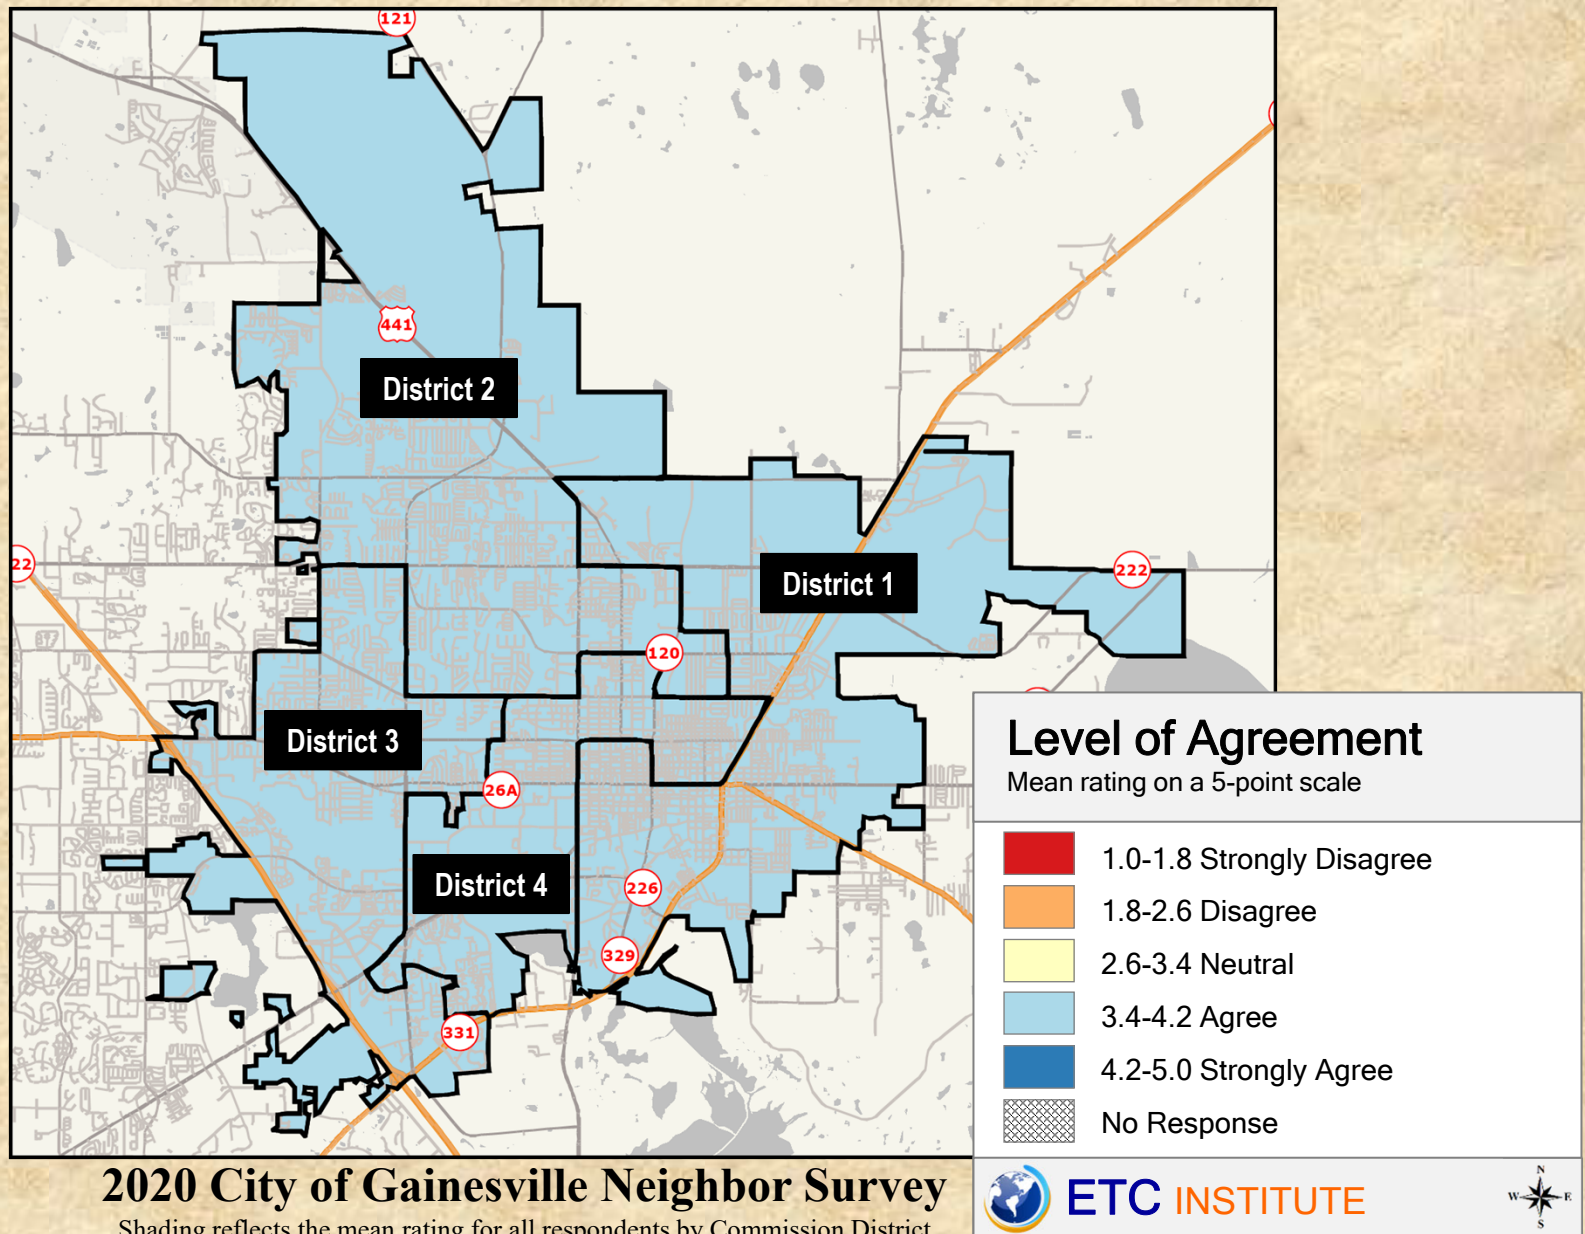 121
441
District 2
22
222
District 1
120
District 3
26A
District 4
226
329
331
Level of Agreement
Mean rating on a 5-point scale
1.0-1.8 Strongly Disagree
1.8-2.6 Disagree
2.6-3.4 Neutral
3.4-4.2 Agree
4.2-5.0 Strongly Agree
No Response
2020 City of Gainesville Neighbor Survey
Shading reflects the mean rating for all respondents by Commission District
ETC INSTITUTE
N
W E
S